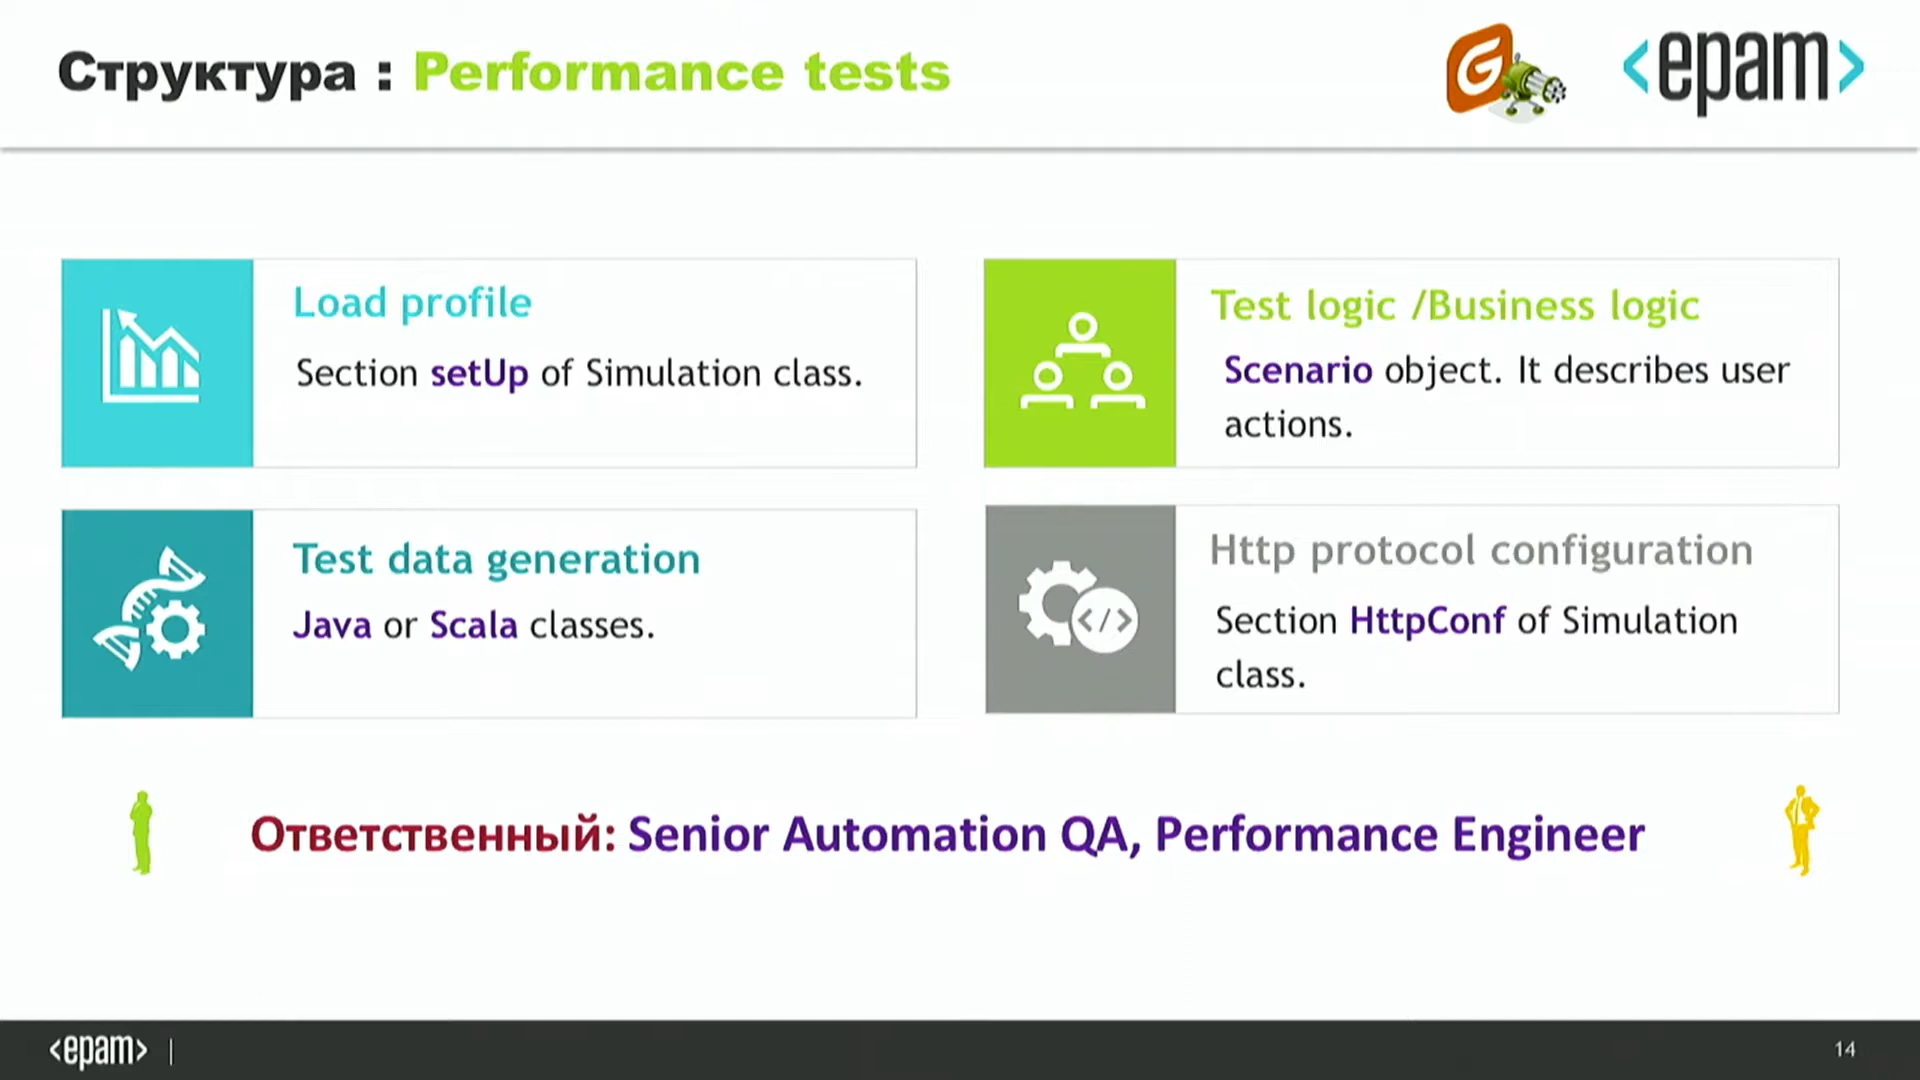 Структура : Performance tests
G
<epam>
Load profile
Section setUp of Simulation class.
Test logic /Business logic
Scenario object. It describes user
actions.
Test data generation
Java or Scala classes.
</>
Http protocol configuration
Section HttpConf of Simulation
class.
Ответственный: Senior Automation QA, Performance Engineer
<epam> |
14